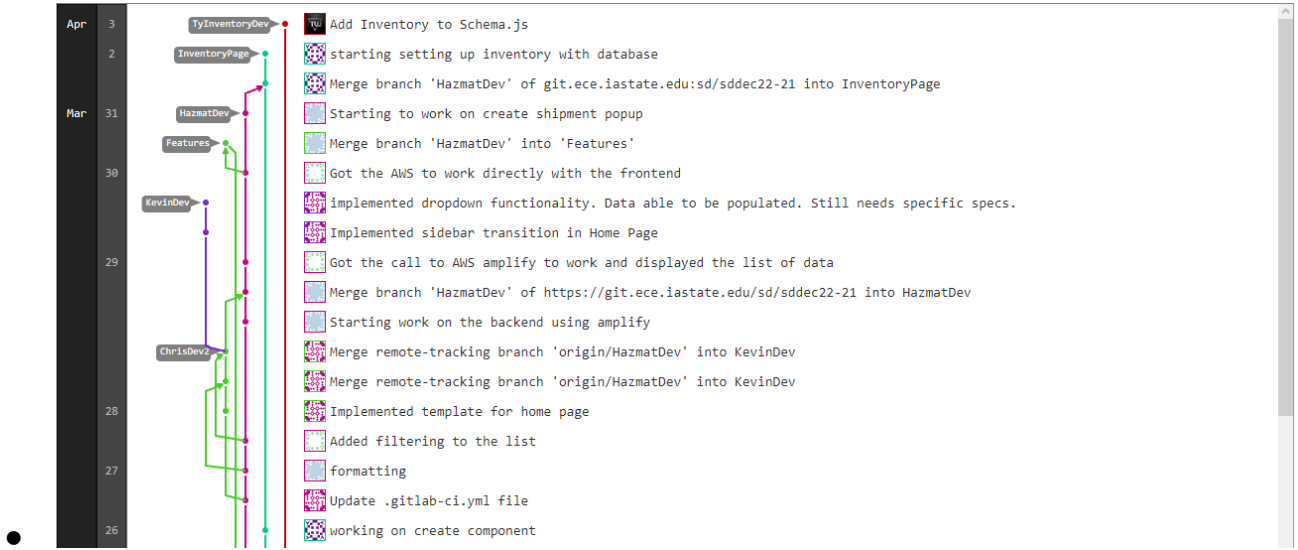 Apr 3 TyInventoryDev Add Inventory to Schema.js
2 InventoryPage starting setting up inventory with database
Merge branch 'HazmatDev' of git.ece.iastate.edu:sd/sddec22-21 into InventoryPage
Mar 31 HazmatDev Starting to work on create shipment popup
Features Merge branch 'HazmatDev' into 'Features'
30 Got the AWS to work directly with the frontend
KevinDev implemented dropdown functionality. Data able to be populated. Still needs specific specs.
Implemented sidebar transition in Home Page
29 Got the call to AWS amplify to work and displayed the list of data
Merge branch 'HazmatDev' of https://git.ece.iastate.edu/sd/sddec22-21 into HazmatDev
Starting work on the backend using amplify
ChrisDev2 Merge remote-tracking branch 'origin/HazmatDev' into KevinDev
Merge remote-tracking branch 'origin/HazmatDev' into KevinDev
28 Implemented template for home page
Added filtering to the list
27 formatting
Update .gitlab-ci.yml file
26 working on create component